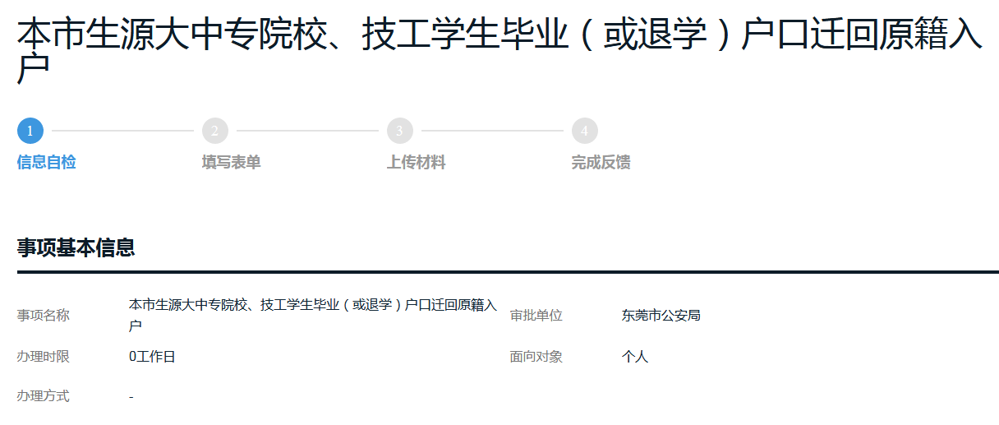 本市生源大中专院校、技工学生毕业（或退学）户口迁回原籍入
户
1
2
3
4
信息自检
填写表单
上传材料
完成反馈
事项基本信息
事项名称
本市生源大中专院校、技工学生毕业（或退学）户口迁回原籍入
户
审批单位
东莞市公安局
办理时限
0工作日
面向对象
个人
办理方式
-